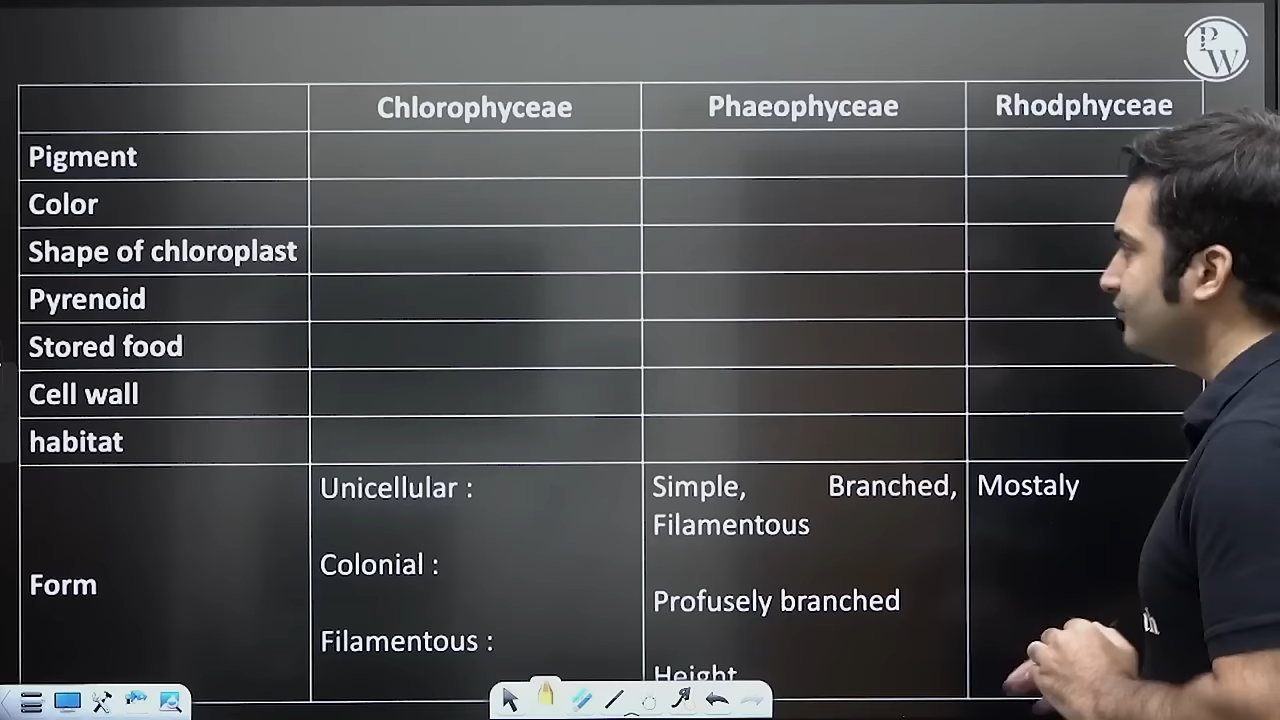 PW
Chlorophyceae Phaeophyceae Rhodphyceae
Pigment
Color
Shape of chloroplast
Pyrenoid
Stored food
Cell wall
habitat
Form
Unicellular :
Colonial :
Filamentous :
Simple, Branched,
Filamentous
Profusely branched
Height
Mostaly